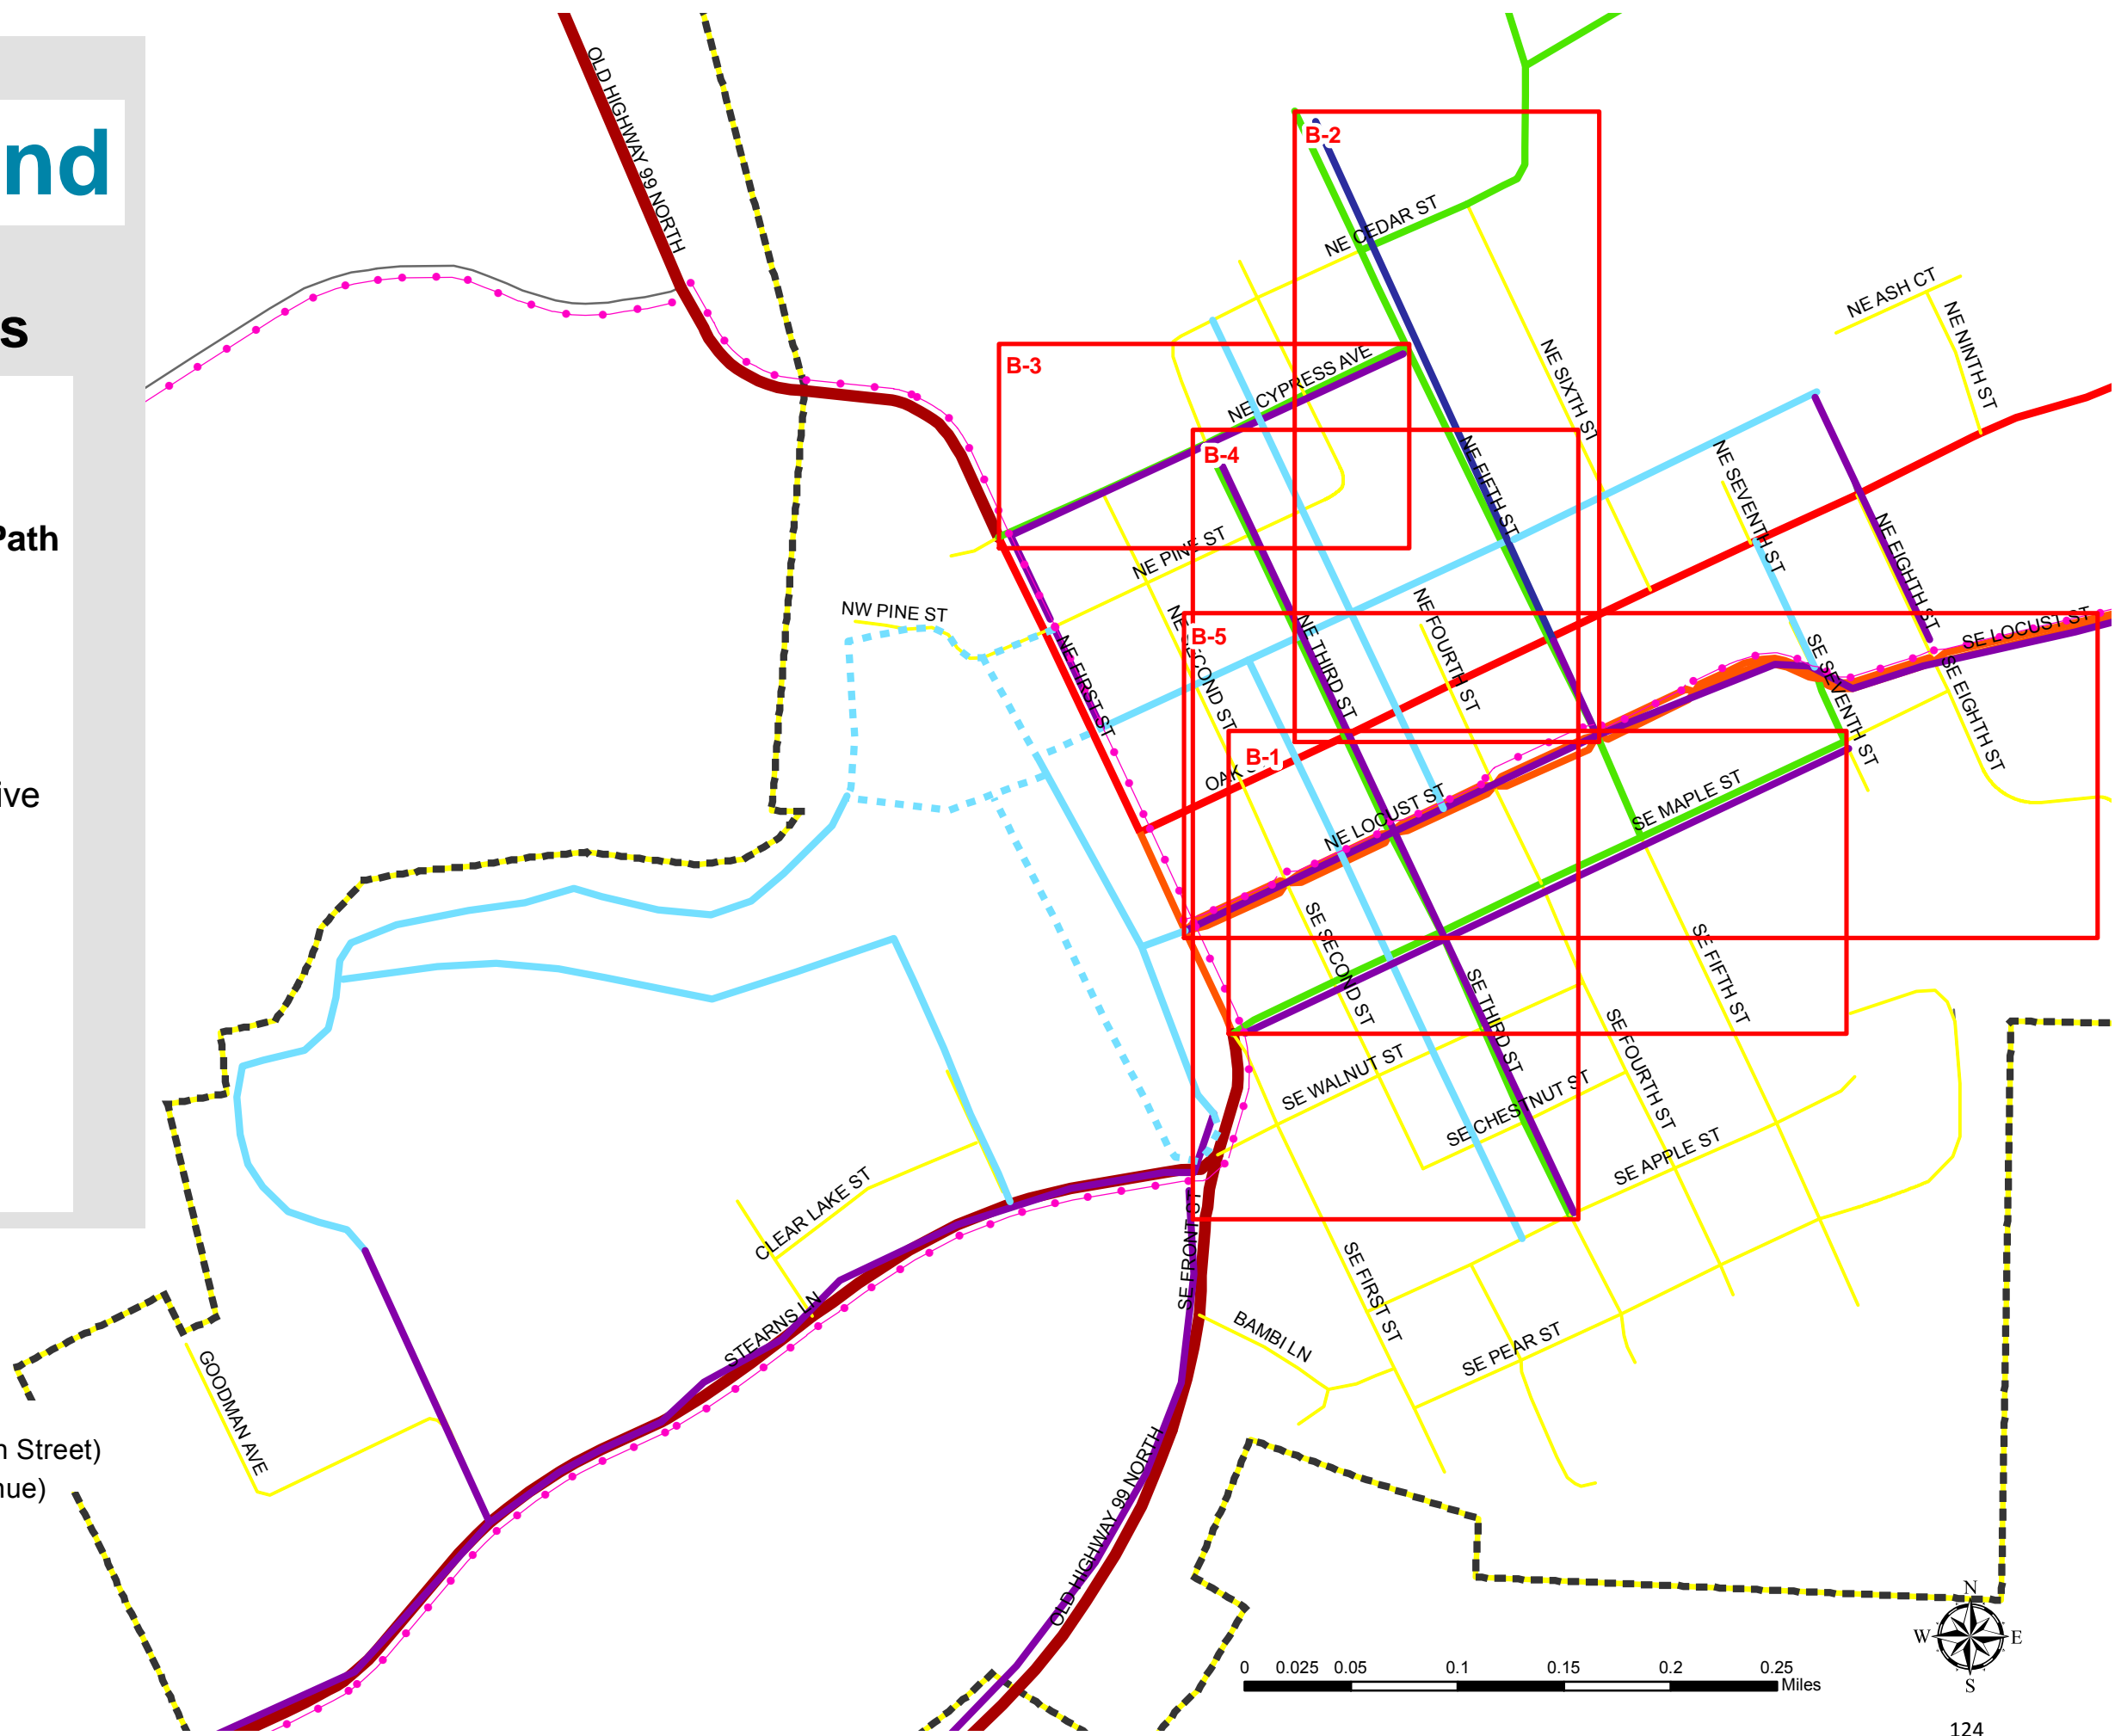 nd
s
Path
ive
n Street)
nue)
OLD HIGHWAY 99 NORTH
B-2
NE CEDAR ST
NE ASH CT
NE NINTH ST
NE SIXTH ST
B-3
NE CYPRESS AVE
B-4
NE FIFTH ST
NE SEVENTH ST
NE EIGHTH ST
NE PINE ST
NW PINE ST
NE FIRST ST
NE SECOND ST
B-5
NE THIRD ST
NE FOURTH ST
SE LOCUST ST
SE SEVENTH ST
SE EIGHTH ST
B-1
OAK S
NE LOCUST ST
SE MAPLE ST
SE SECOND ST
SE THIRD ST
SE FIFTH ST
SE FOURTH ST
SE WALNUT ST
SE CHESTNUT ST
SE APPLE ST
CLEAR LAKE ST
STEARNS LN
SE FRONT ST
SE FIRST ST
BAMBI LN
SE PEAR ST
GOODMAN AVE
OLD HIGHWAY 99 NORTH
N
W
E
S
0 0.025 0.05 0.1 0.15 0.2 0.25
Miles
124